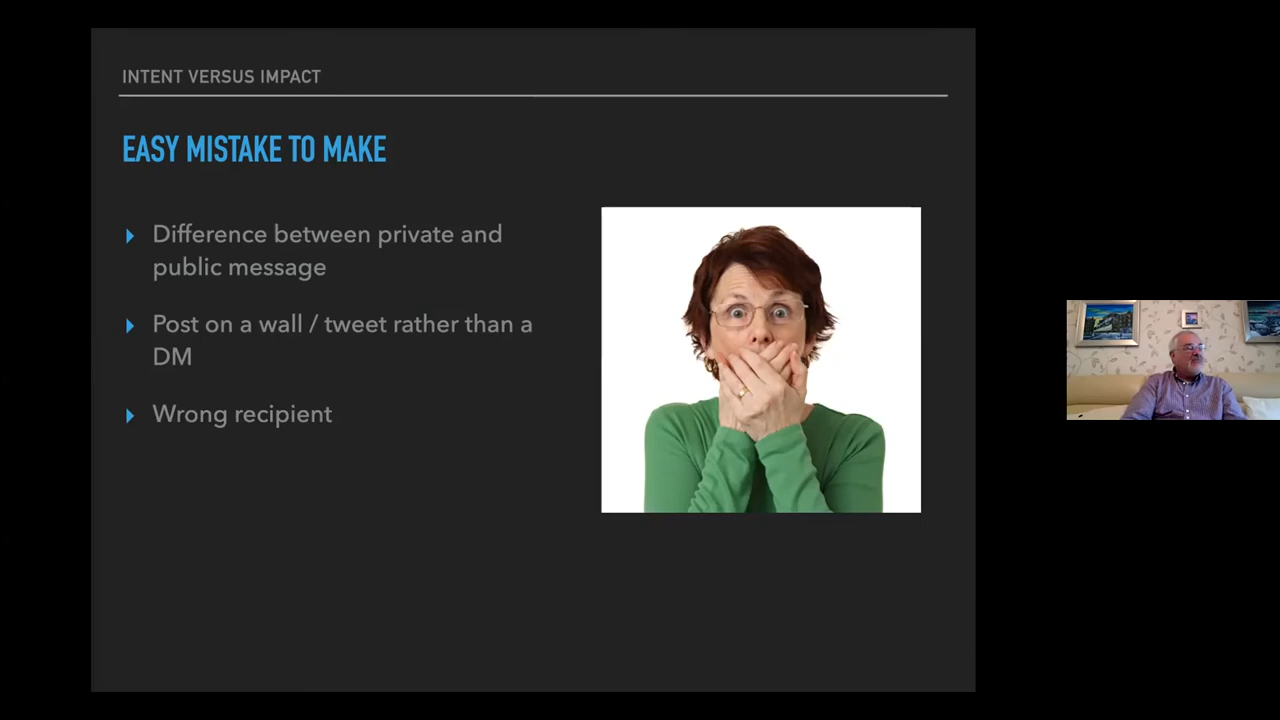 INTENT VERSUS IMPACT
EASY MISTAKE TO MAKE
Difference between private and
public message
Post on a wall / tweet rather than a
DM
Wrong recipient